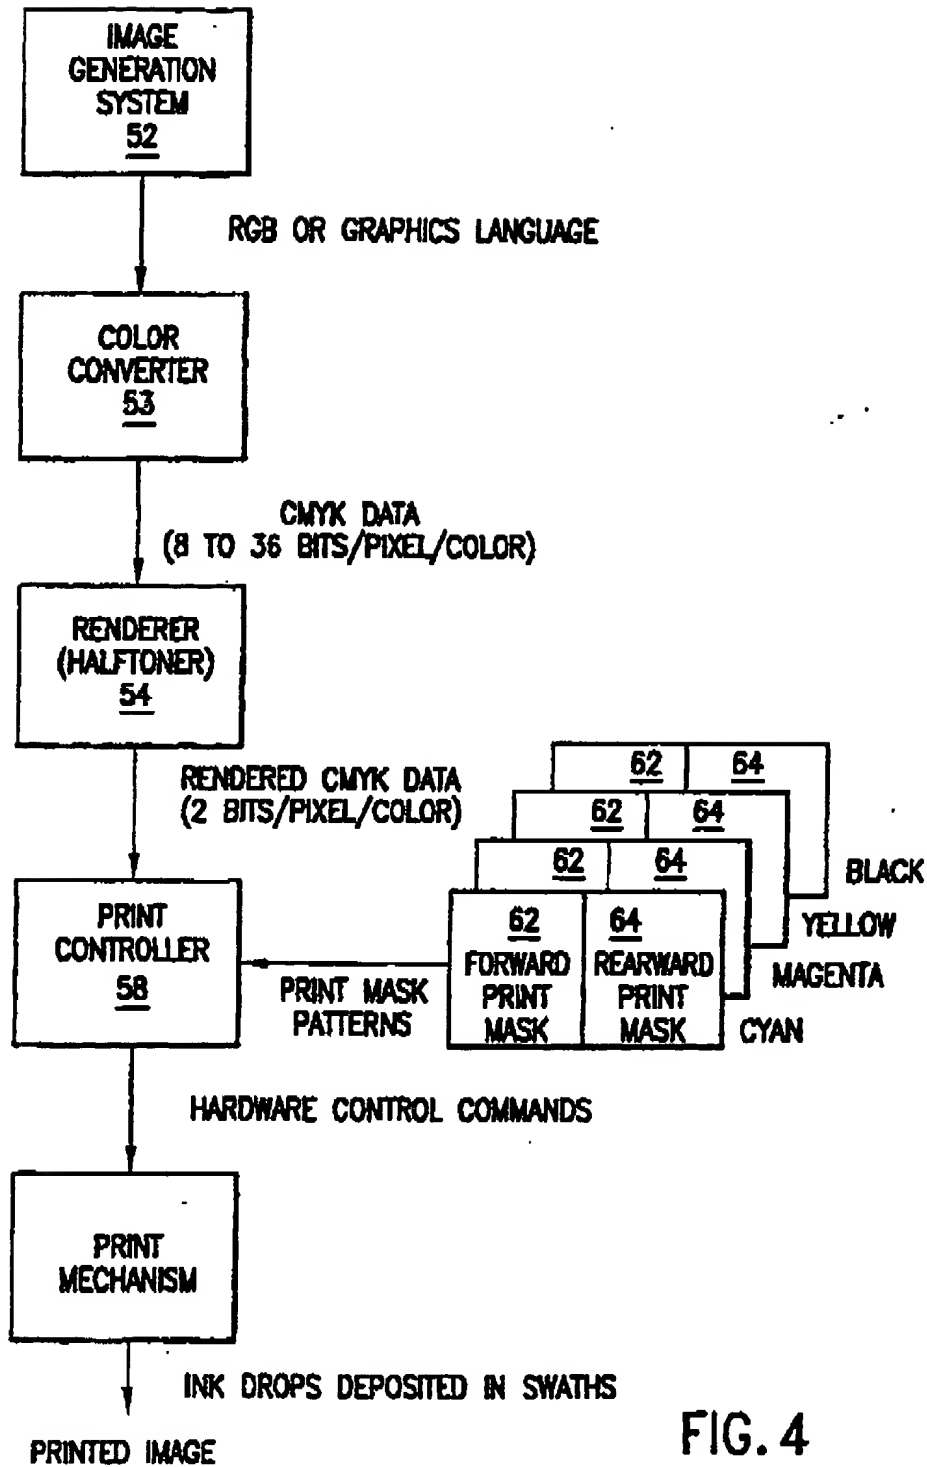 IMAGE
GENERATION
SYSTEM
52
RGB OR GRAPHICS LANGUAGE
COLOR
CONVERTER
53
CMYK DATA
(8 TO 36 BITS/PIXEL/COLOR)
RENDERER
(HALFTONER)
54
RENDERED CMYK DATA
(2 BITS/PIXEL/COLOR)
62 64
62 64
62 64
BLACK
YELLOW
MAGENTA
CYAN
62
FORWARD
PRINT
MASK
64
REARWARD
PRINT
MASK
PRINT MASK
PATTERNS
PRINT
CONTROLLER
58
HARDWARE CONTROL COMMANDS
PRINT
MECHANISM
INK DROPS DEPOSITED IN SWATHS
PRINTED IMAGE
FIG. 4